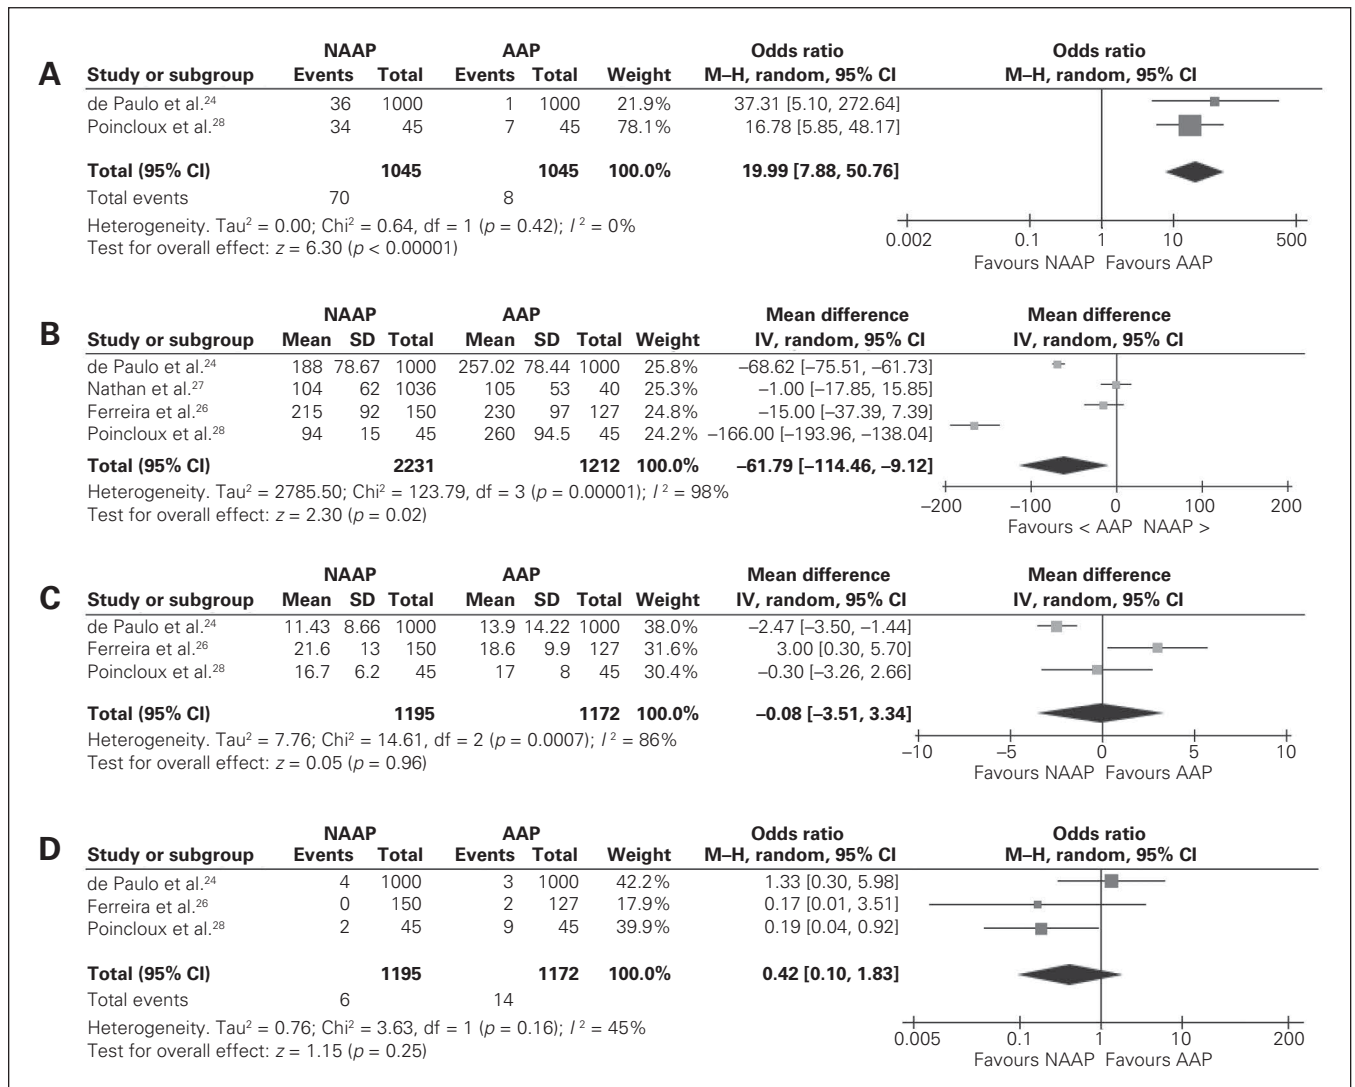 A
NAAP AAP Odds ratio Odds ratio
Study or subgroup Events Total Events Total Weight M–H, random, 95% CI M–H, random, 95% CI
de Paulo et al.24 36 1000 1 1000 21.9% 37.31 [5.10, 272.64]
Poincloux et al.28 34 45 7 45 78.1% 16.78 [5.85, 48.17]
Total (95% CI) 1045 1045 100.0% 19.99 [7.88, 50.76]
Total events 70 8
Heterogeneity. Tau2 = 0.00; Chi2 = 0.64, df = 1 (p = 0.42); I 2 = 0%
Test for overall effect: z = 6.30 (p < 0.00001)
0.002 0.1 1 10 500
Favours NAAP Favours AAP
B
NAAP AAP Mean difference Mean difference
Study or subgroup Mean SD Total Mean SD Total Weight IV, random, 95% CI IV, random, 95% CI
de Paulo et al.24 188 78.67 1000 257.02 78.44 1000 25.8% –68.62 [–75.51, –61.73]
Nathan et al.27 104 62 1036 105 53 40 25.3% –1.00 [–17.85, 15.85]
Ferreira et al.26 215 92 150 230 97 127 24.8% –15.00 [–37.39, 7.39]
Poincloux et al.28 94 15 45 260 94.5 45 24.2% –166.00 [–193.96, –138.04]
Total (95% CI) 2231 1212 100.0% –61.79 [–114.46, –9.12]
Heterogeneity. Tau2 = 2785.50; Chi2 = 123.79, df = 3 (p = 0.00001); I 2 = 98%
Test for overall effect: z = 2.30 (p = 0.02)
–200 –100 0 100 200
Favours < AAP NAAP >
C
NAAP AAP Mean difference Mean difference
Study or subgroup Mean SD Total Mean SD Total Weight IV, random, 95% CI IV, random, 95% CI
de Paulo et al.24 11.43 8.66 1000 13.9 14.22 1000 38.0% –2.47 [–3.50, –1.44]
Ferreira et al.26 21.6 13 150 18.6 9.9 127 31.6% 3.00 [0.30, 5.70]
Poincloux et al.28 16.7 6.2 45 17 8 45 30.4% –0.30 [–3.26, 2.66]
Total (95% CI) 1195 1172 100.0% –0.08 [–3.51, 3.34]
Heterogeneity. Tau2 = 7.76; Chi2 = 14.61, df = 2 (p = 0.0007); I 2 = 86%
Test for overall effect: z = 0.05 (p = 0.96)
–10 –5 0 5 10
Favours NAAP Favours AAP
D
NAAP AAP Odds ratio Odds ratio
Study or subgroup Events Total Events Total Weight M–H, random, 95% CI M–H, random, 95% CI
de Paulo et al.24 4 1000 3 1000 42.2% 1.33 [0.30, 5.98]
Ferreira et al.26 0 150 2 127 17.9% 0.17 [0.01, 3.51]
Poincloux et al.28 2 45 9 45 39.9% 0.19 [0.04, 0.92]
Total (95% CI) 1195 1172 100.0% 0.42 [0.10, 1.83]
Total events 6 14
Heterogeneity. Tau2 = 0.76; Chi2 = 3.63, df = 1 (p = 0.16); I 2 = 45%
Test for overall effect: z = 1.15 (p = 0.25)
0.005 0.1 1 10 200
Favours NAAP Favours AAP